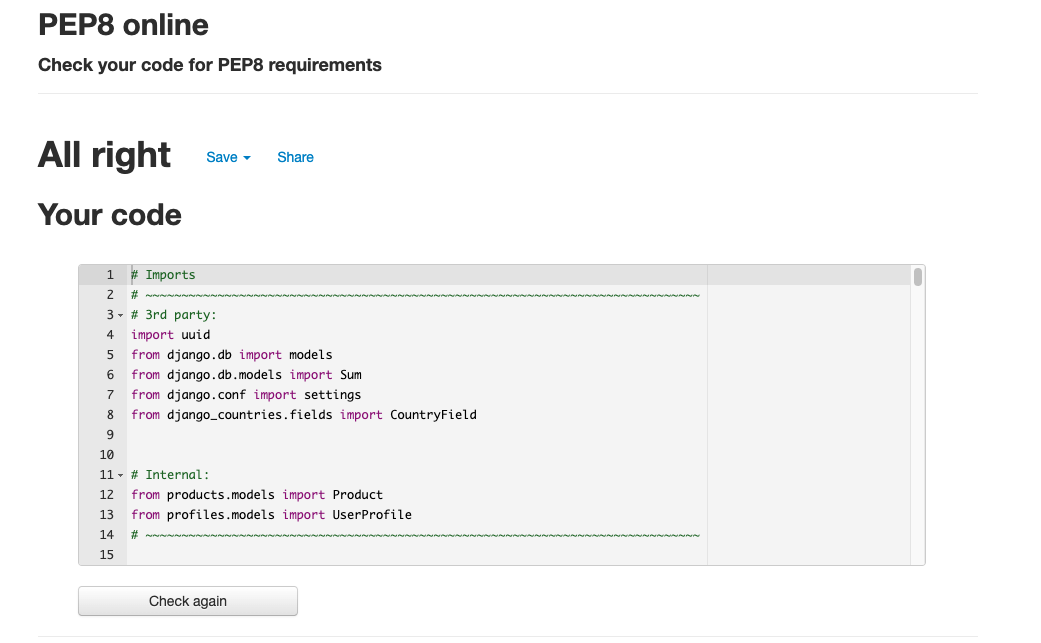 PEP8 online
Check your code for PEP8 requirements
All right Save Share
Your code
1 # Imports
2 # ~~~~~~~~~~~~~~~~~~~~~~~~~~~~~~~~~~~~~~~~~~~~~~~~~~~~~~~~~~~~~~~~~~~~~~~~~~~~~
3 # 3rd party:
4 import uuid
5 from django.db import models
6 from django.db.models import Sum
7 from django.conf import settings
8 from django_countries.fields import CountryField
9
10
11 # Internal:
12 from products.models import Product
13 from profiles.models import UserProfile
14 # ~~~~~~~~~~~~~~~~~~~~~~~~~~~~~~~~~~~~~~~~~~~~~~~~~~~~~~~~~~~~~~~~~~~~~~~~~~~~~
15
Check again